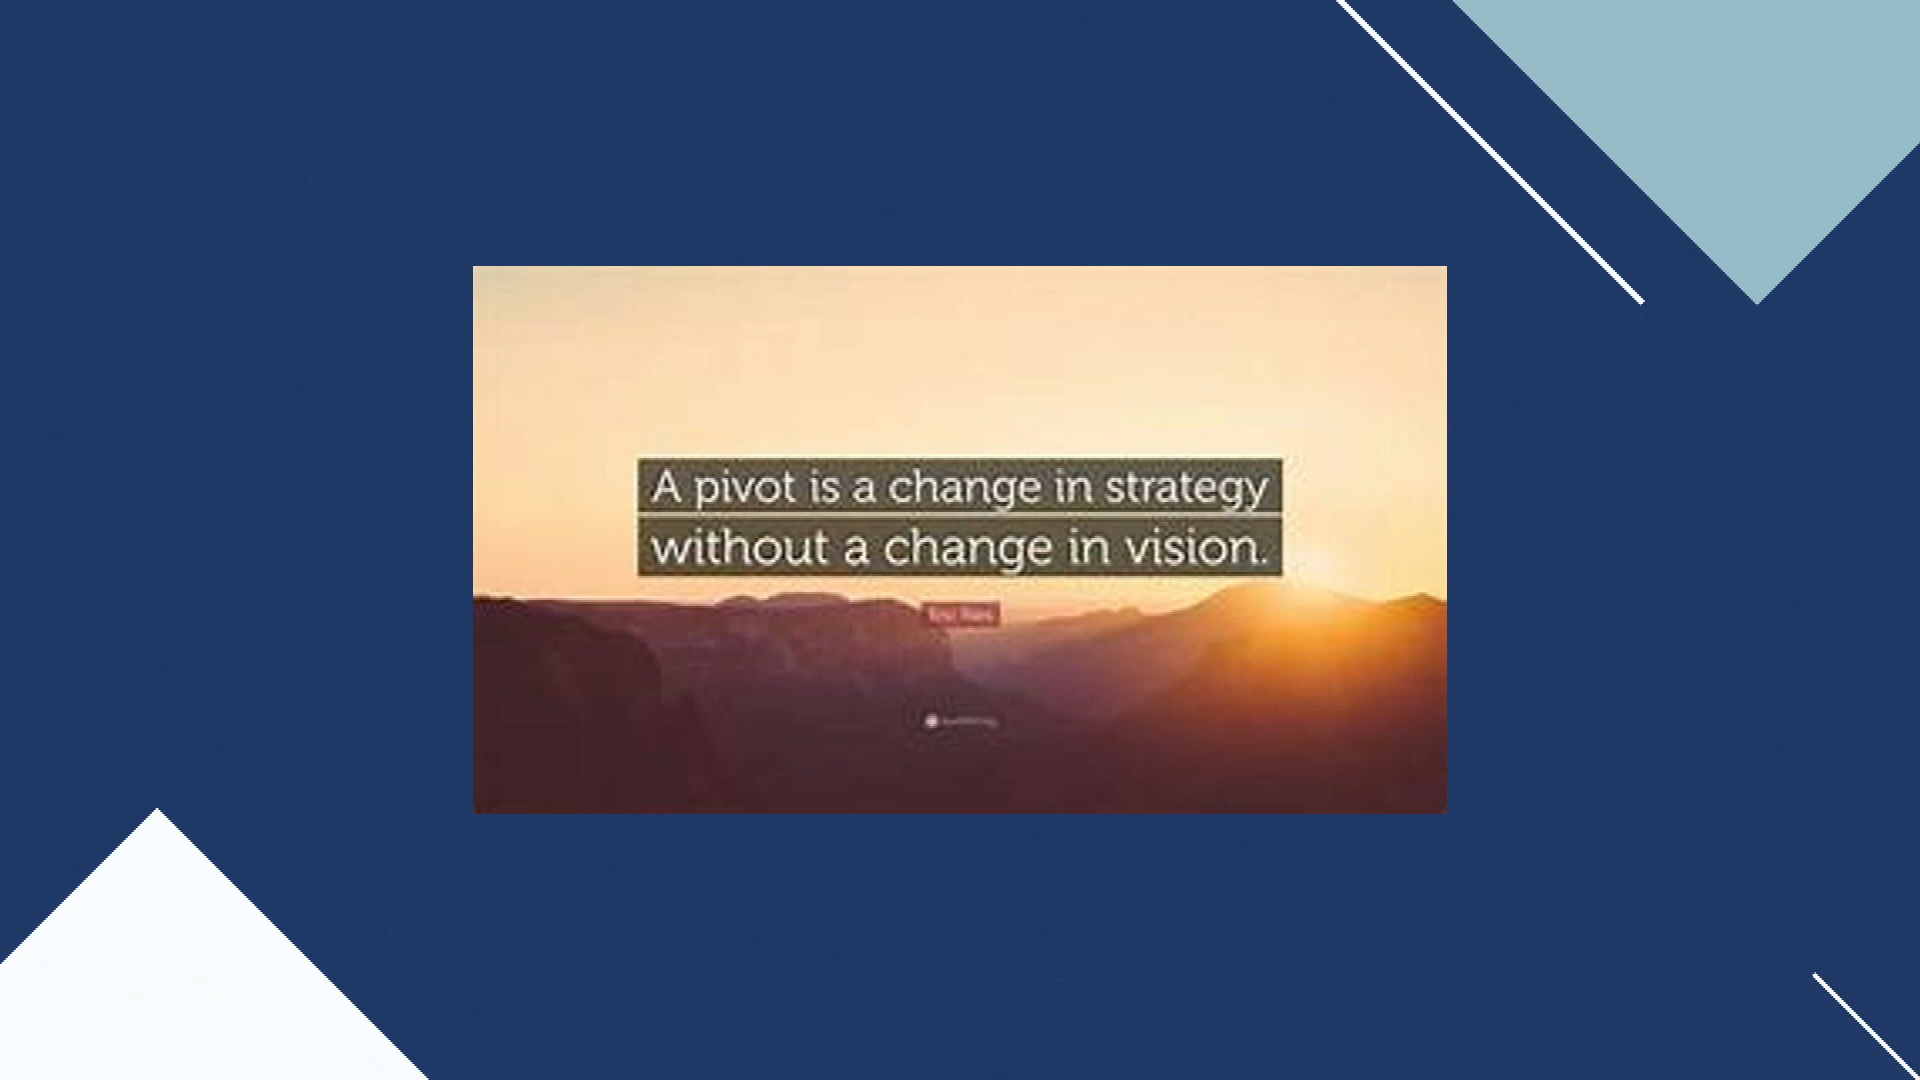 A pivot is a change in strategy
without a change in vision.